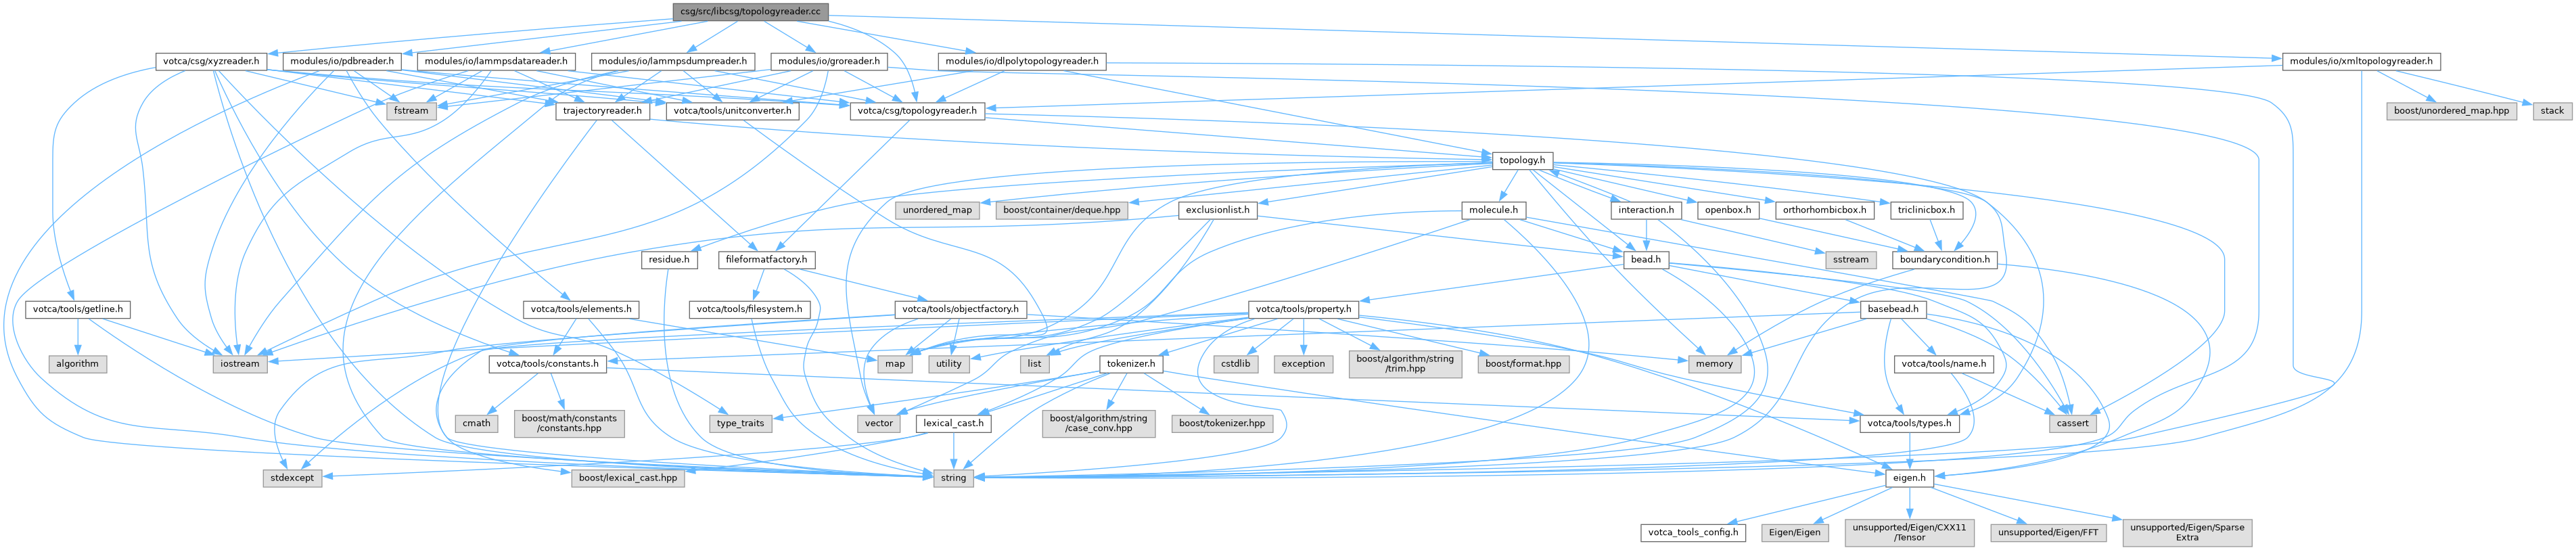 csg/src/libcsg/topologyreader.cc
votca/csg/xyzreader.h
modules/io/pdbreader.h
modules/io/lammpsdatareader.h
modules/io/lammpsdumpreader.h
modules/io/groreader.h
modules/io/dlpolytopologyreader.h
modules/io/xmltopologyreader.h
fstream
trajectoryreader.h
votca/tools/unitconverter.h
votca/csg/topologyreader.h
boost/unordered_map.hpp
stack
topology.h
unordered_map
boost/container/deque.hpp
exclusionlist.h
molecule.h
interaction.h
openbox.h
orthorhombicbox.h
triclinicbox.h
residue.h
fileformatfactory.h
bead.h
sstream
boundarycondition.h
votca/tools/getline.h
votca/tools/elements.h
votca/tools/filesystem.h
votca/tools/objectfactory.h
votca/tools/property.h
basebead.h
algorithm
iostream
votca/tools/constants.h
map
utility
list
tokenizer.h
cstdlib
exception
boost/algorithm/string
/trim.hpp
boost/format.hpp
memory
votca/tools/name.h
cmath
boost/math/constants
/constants.hpp
type_traits
vector
lexical_cast.h
boost/algorithm/string
/case_conv.hpp
boost/tokenizer.hpp
votca/tools/types.h
cassert
stdexcept
boost/lexical_cast.hpp
string
eigen.h
votca_tools_config.h
Eigen/Eigen
unsupported/Eigen/CXX11
/Tensor
unsupported/Eigen/FFT
unsupported/Eigen/Sparse
Extra